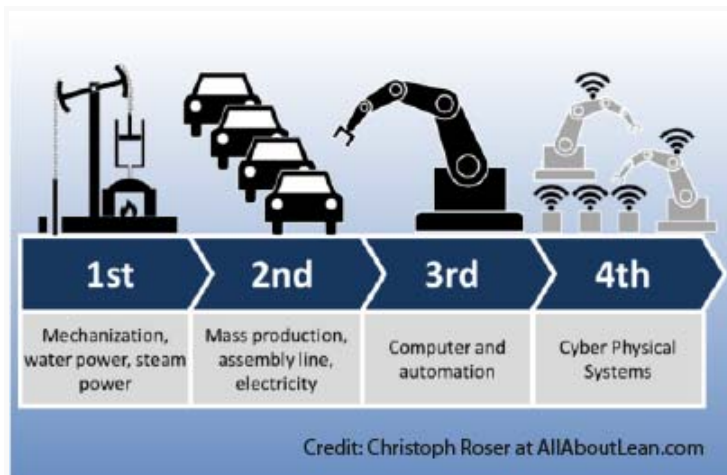 1st
2nd
3rd
4th
Mechanization,
water power, steam
power
Mass production,
assembly line,
electricity
Computer and
automation
Cyber Physical
Systems
Credit: Christoph Roser at AllAboutLean.com